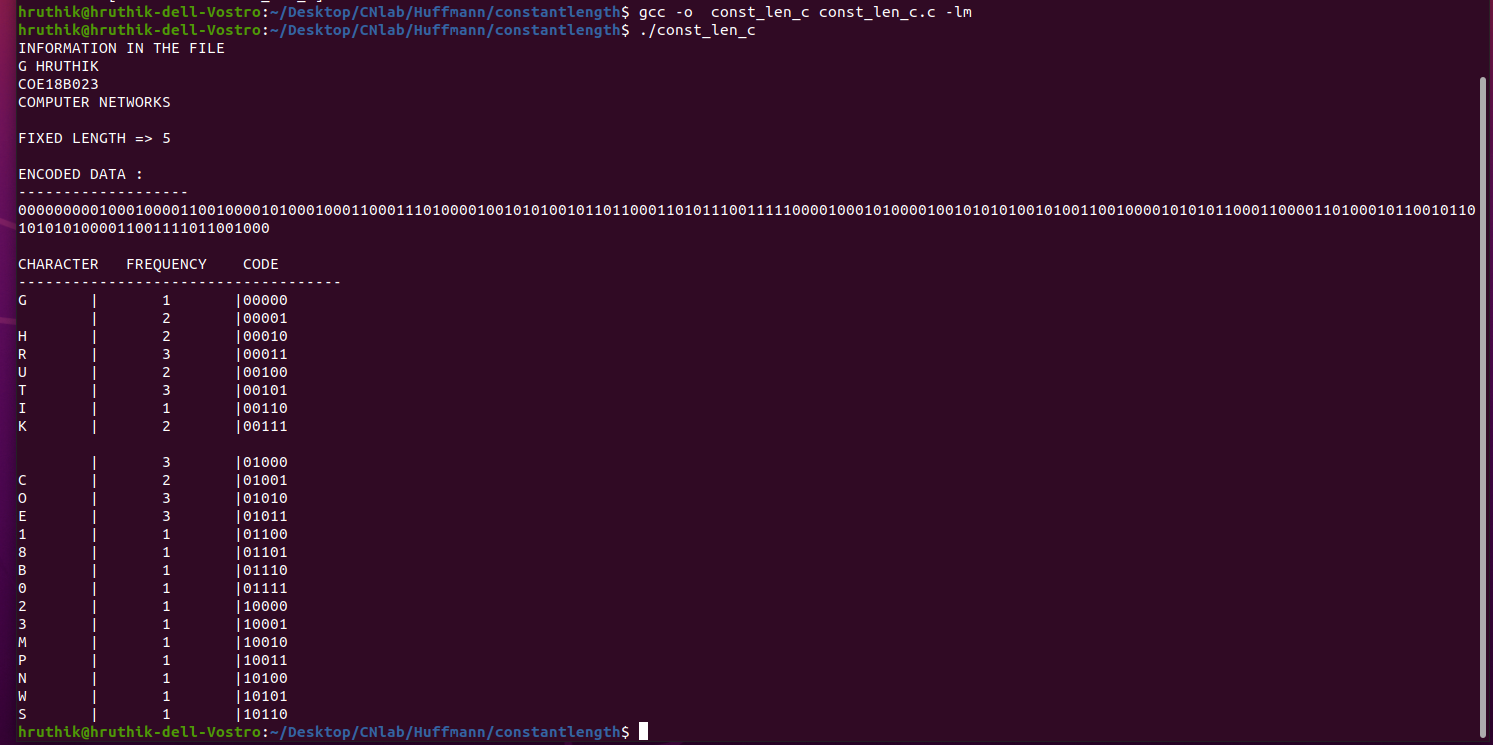 hruthik@hruthik-dell-Vostro:~/Desktop/CNlab/Huffmann/constantlength$ gcc -o  const_len_c const_len_c.c -lm
hruthik@hruthik-dell-Vostro:~/Desktop/CNlab/Huffmann/constantlength$ ./const_len_c
INFORMATION IN THE FILE
G HRUTHIK
COE18B023
COMPUTER NETWORKS

FIXED LENGTH => 5

ENCODED DATA :
-------------------
000000000100010000110010000101000100011000111010000100101010010110110001101011100111110000100010100001001010101001010011001000010101011000110000110100010110010110
1010101000011001111011001000

CHARACTER   FREQUENCY    CODE
------------------------------------
G       |       1       |00000
        |       2       |00001
H       |       2       |00010
R       |       3       |00011
U       |       2       |00100
T       |       3       |00101
I       |       1       |00110
K       |       2       |00111

        |       3       |01000
C       |       2       |01001
O       |       3       |01010
E       |       3       |01011
1       |       1       |01100
8       |       1       |01101
B       |       1       |01110
0       |       1       |01111
2       |       1       |10000
3       |       1       |10001
M       |       1       |10010
P       |       1       |10011
N       |       1       |10100
W       |       1       |10101
S       |       1       |10110
hruthik@hruthik-dell-Vostro:~/Desktop/CNlab/Huffmann/constantlength$